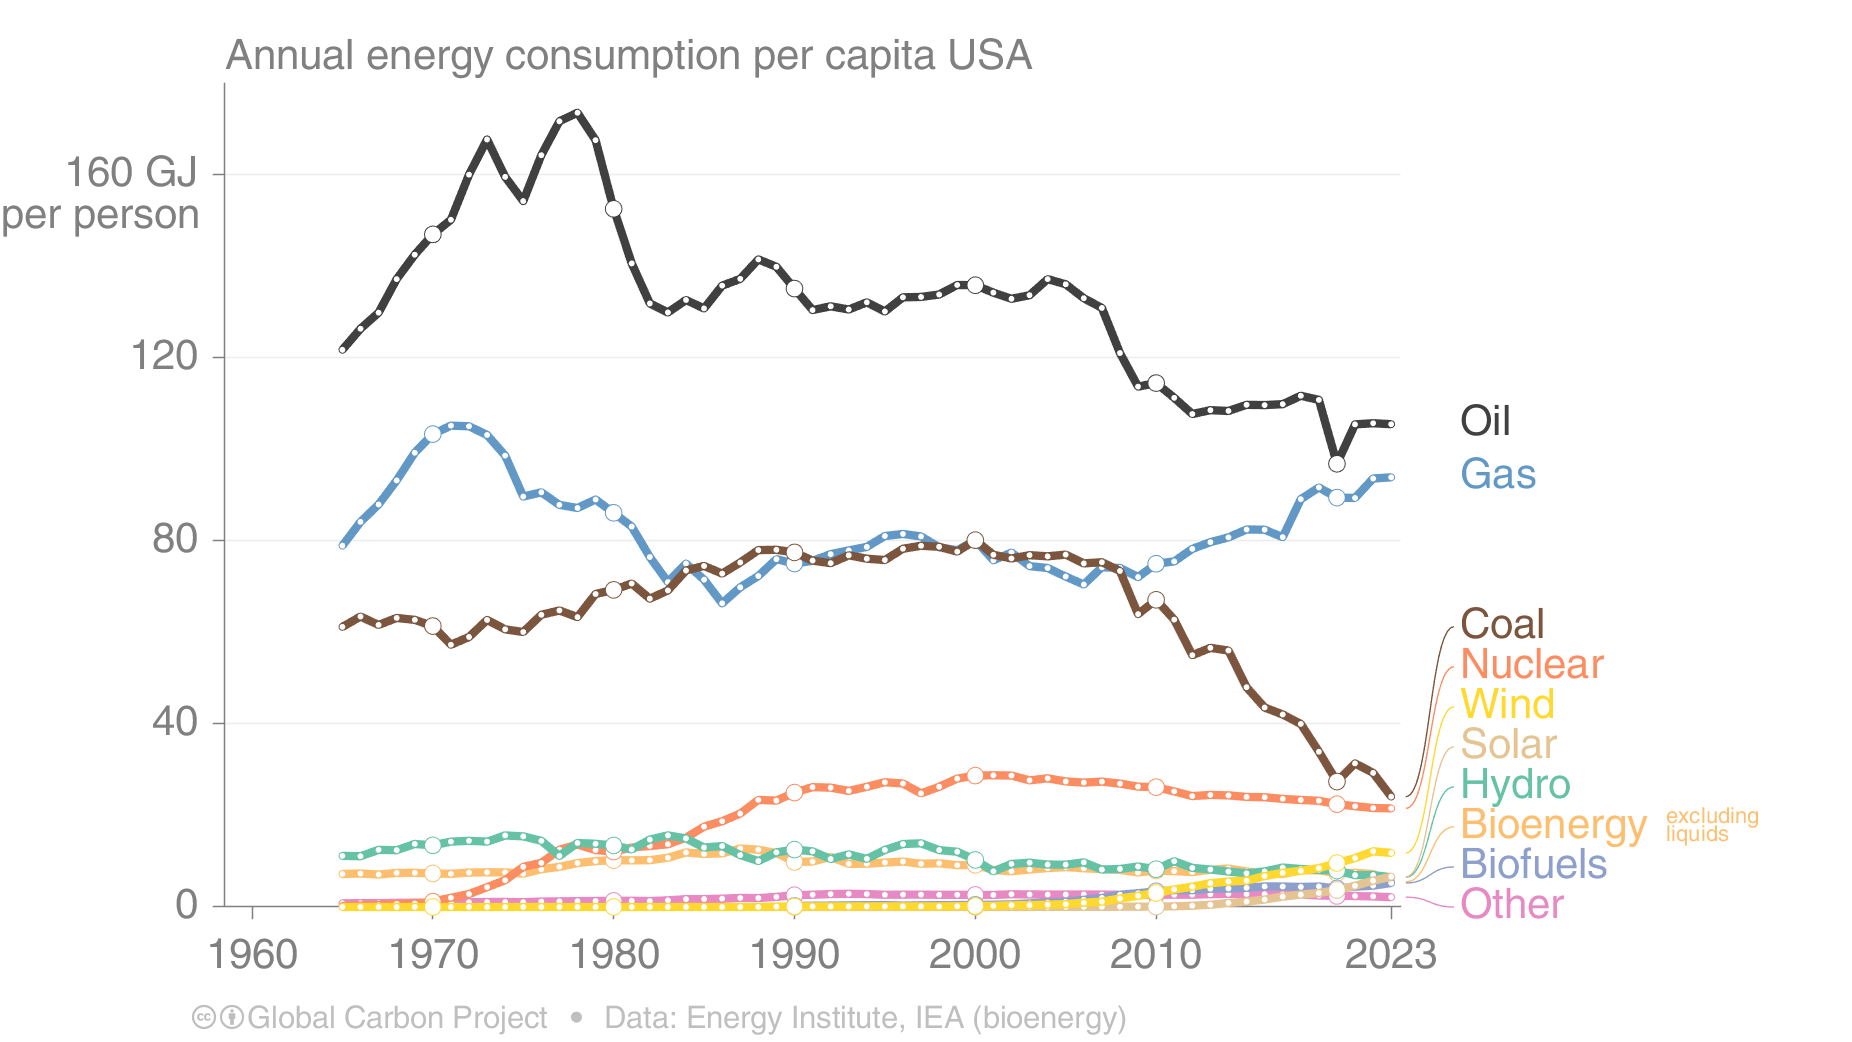 Annual energy consumption per capita USA
160 GJ
per person
120
80
40
0
1960 1970 1980 1990 2000 2010 2023
Oil
Gas
Coal
Nuclear
Wind
Solar
Hydro
Bioenergy excluding
liquids
Biofuels
Other
cc Global Carbon Project • Data: Energy Institute, IEA (bioenergy)